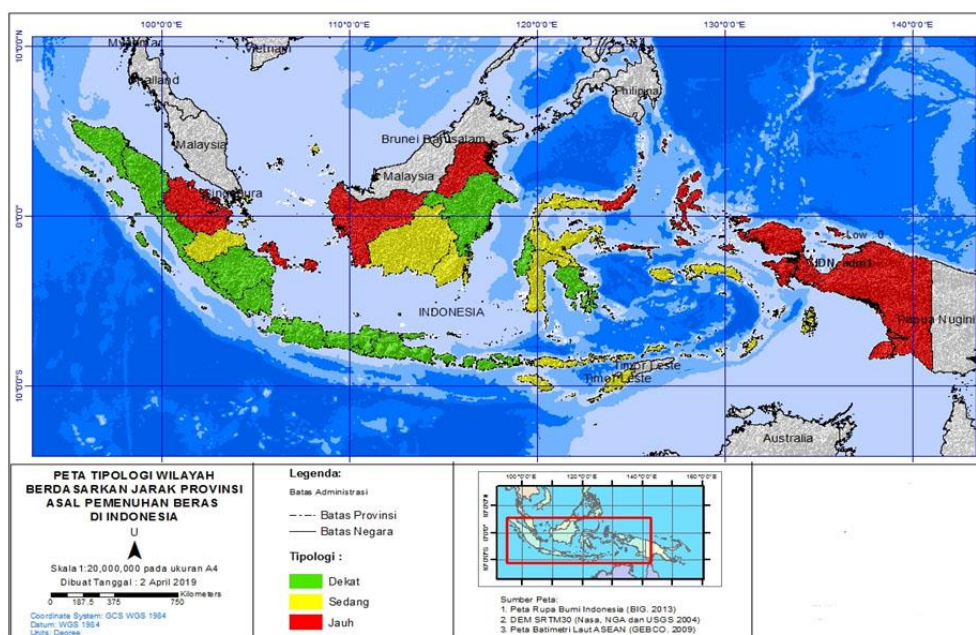 100°0'0"E 110°0'0"E 120°0'0"E 130°0'0"E 140°0'0"E
10°0'0"N
0°0'0"
10°0'0"S
Myanmar
Vietnam
Thailand
Philipina
Malaysia
Brunei Darusalam
Malaysia
Singapura
Low : 0
IDN_adm1
INDONESIA
Papua Nugini
Timor Leste
Timor Leste
Australia
PETA TIPOLOGI WILAYAH
BERDASARKAN JARAK PROVINSI
ASAL PEMENUHAN BERAS
DI INDONESIA
U
Skala 1:20,000,000 pada ukuran A4
Dibuat Tanggal : 2 April 2019
0 187.5 375 750 Kilometers
Coordinate System: GCS WGS 1984
Datum: WGS 1984
Units: Degree
Legenda:
Batas Administrasi
Batas Provinsi
Batas Negara
Tipologi :
Dekat
Sedang
Jauh
100°0'0"E 120°0'0"E 140°0'0"E 160°0'0"E
Sumber Peta:
1. Peta Rupa Bumi Indonesia (BIG. 2013)
2. DEM SRTM30 (Nasa, NGA dan USGS 2004)
3. Peta Batimetri Laut ASEAN (GEBCO. 2009)